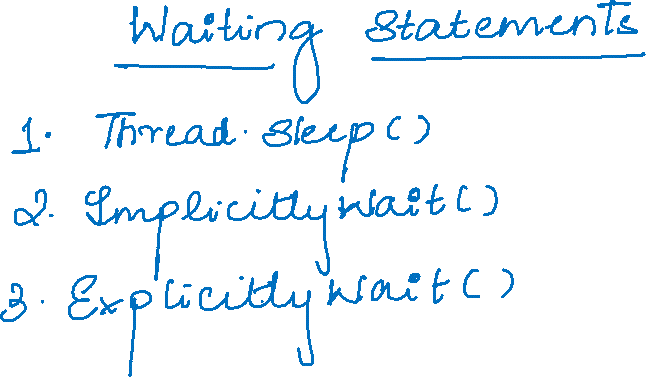 Waiting Statements
1. Thread.Sleep()
2. ImplicitlyWait()
3. ExplicitlyWait()